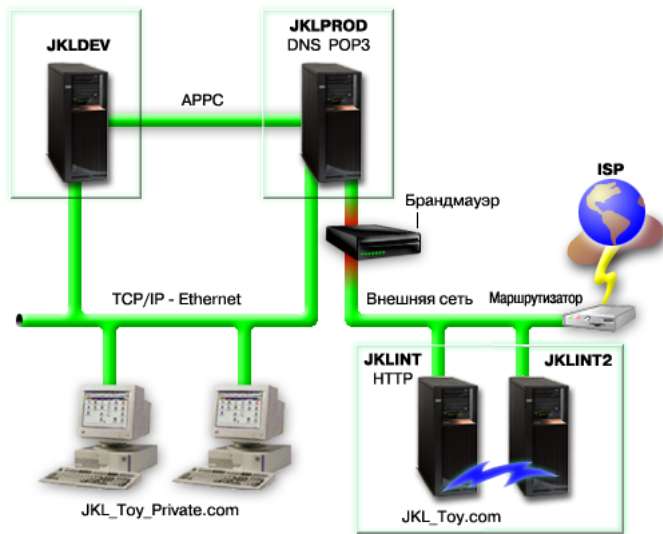 JKLDEV
JKLPROD
DNS POP3
APPC
ISP
Брандмауэр
TCP/IP - Ethernet
Внешняя сеть
Маршрутизатор
JKLINT
HTTP
JKLINT2
JKL_Toy_Private.com
JKL_Toy.com